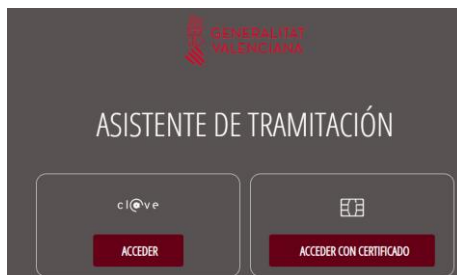 GENERALITAT
VALENCIANA
ASISTENTE DE TRAMITACIÓN
cl@ve
ACCEDER
ACCEDER CON CERTIFICADO